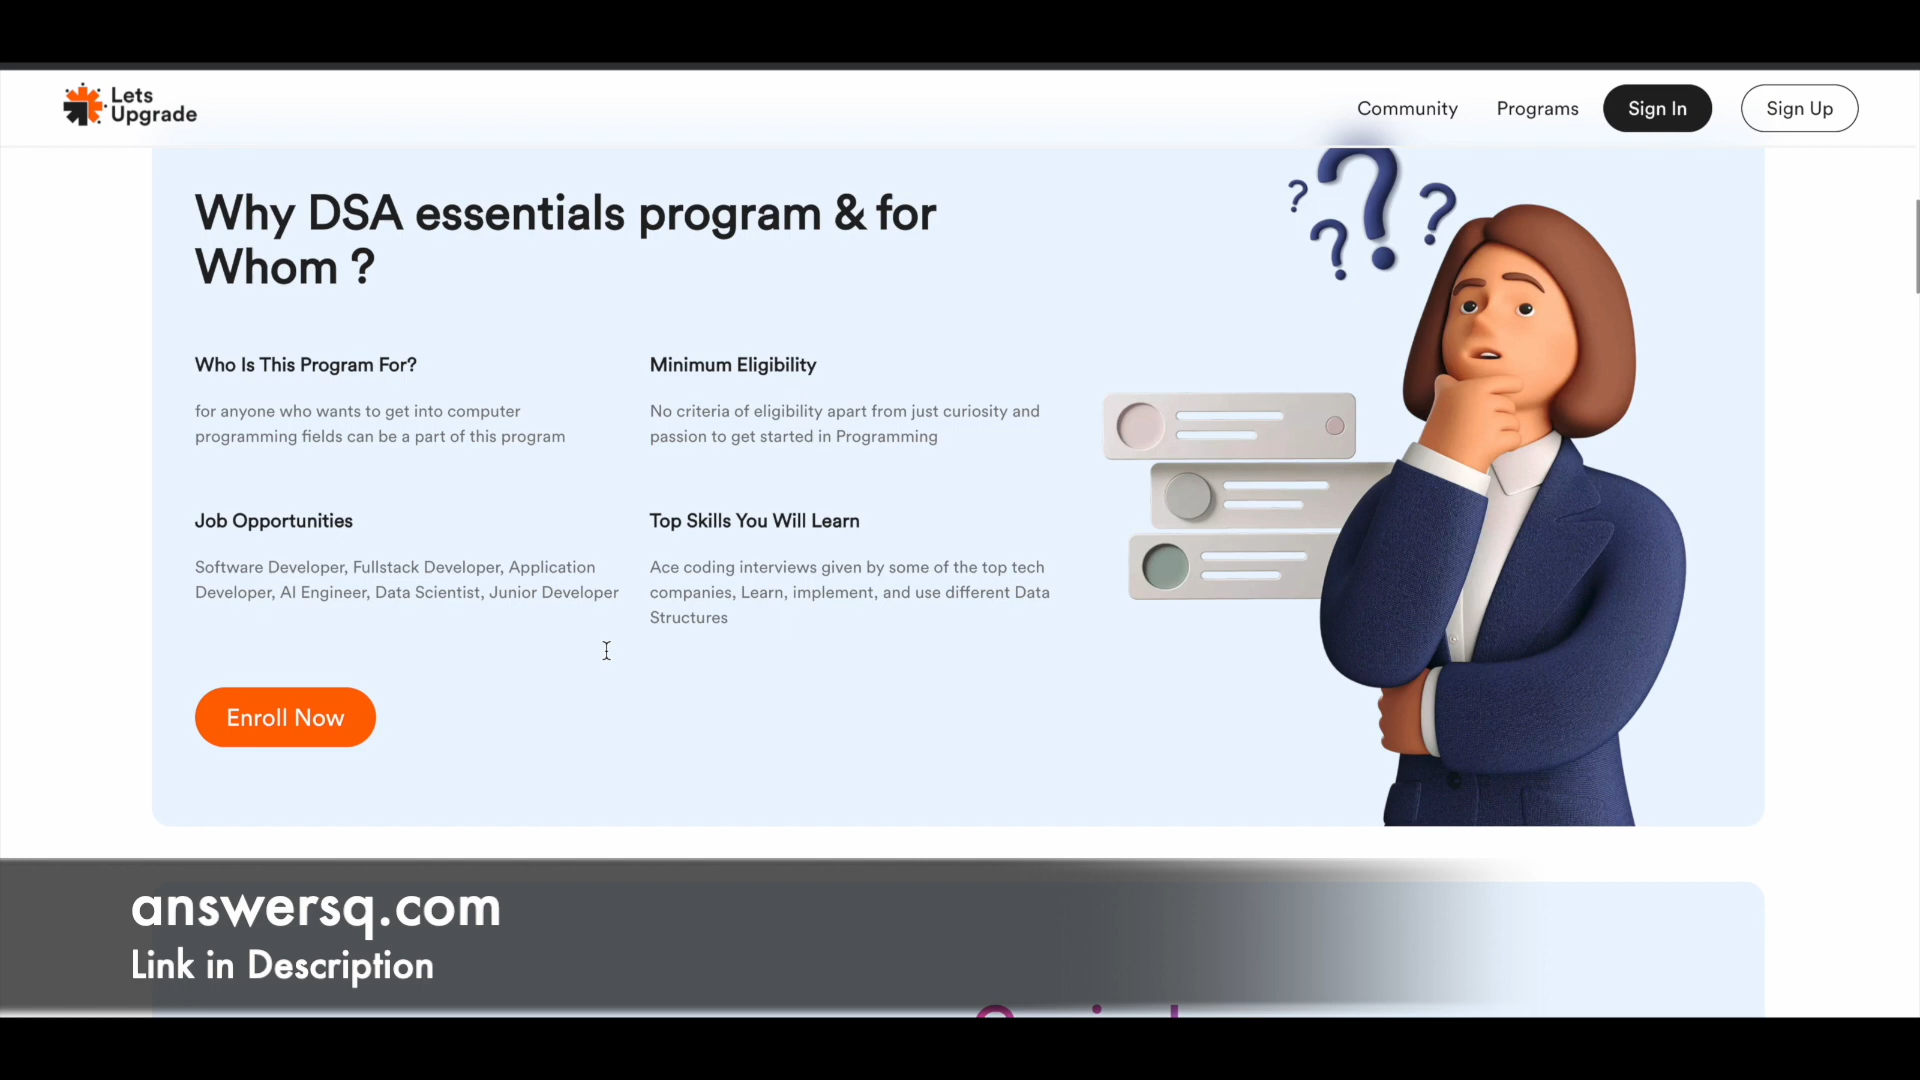 Lets
Upgrade
Community
Programs
Sign In
Sign Up
Why DSA essentials program & for
Whom ?
Who Is This Program For?
for anyone who wants to get into computer
programming fields can be a part of this program
Minimum Eligibility
No criteria of eligibility apart from just curiosity and
passion to get started in Programming
Job Opportunities
Software Developer, Fullstack Developer, Application
Developer, AI Engineer, Data Scientist, Junior Developer
Top Skills You Will Learn
Ace coding interviews given by some of the top tech
companies, Learn, implement, and use different Data
Structures
Enroll Now
answersq.com
Link in Description